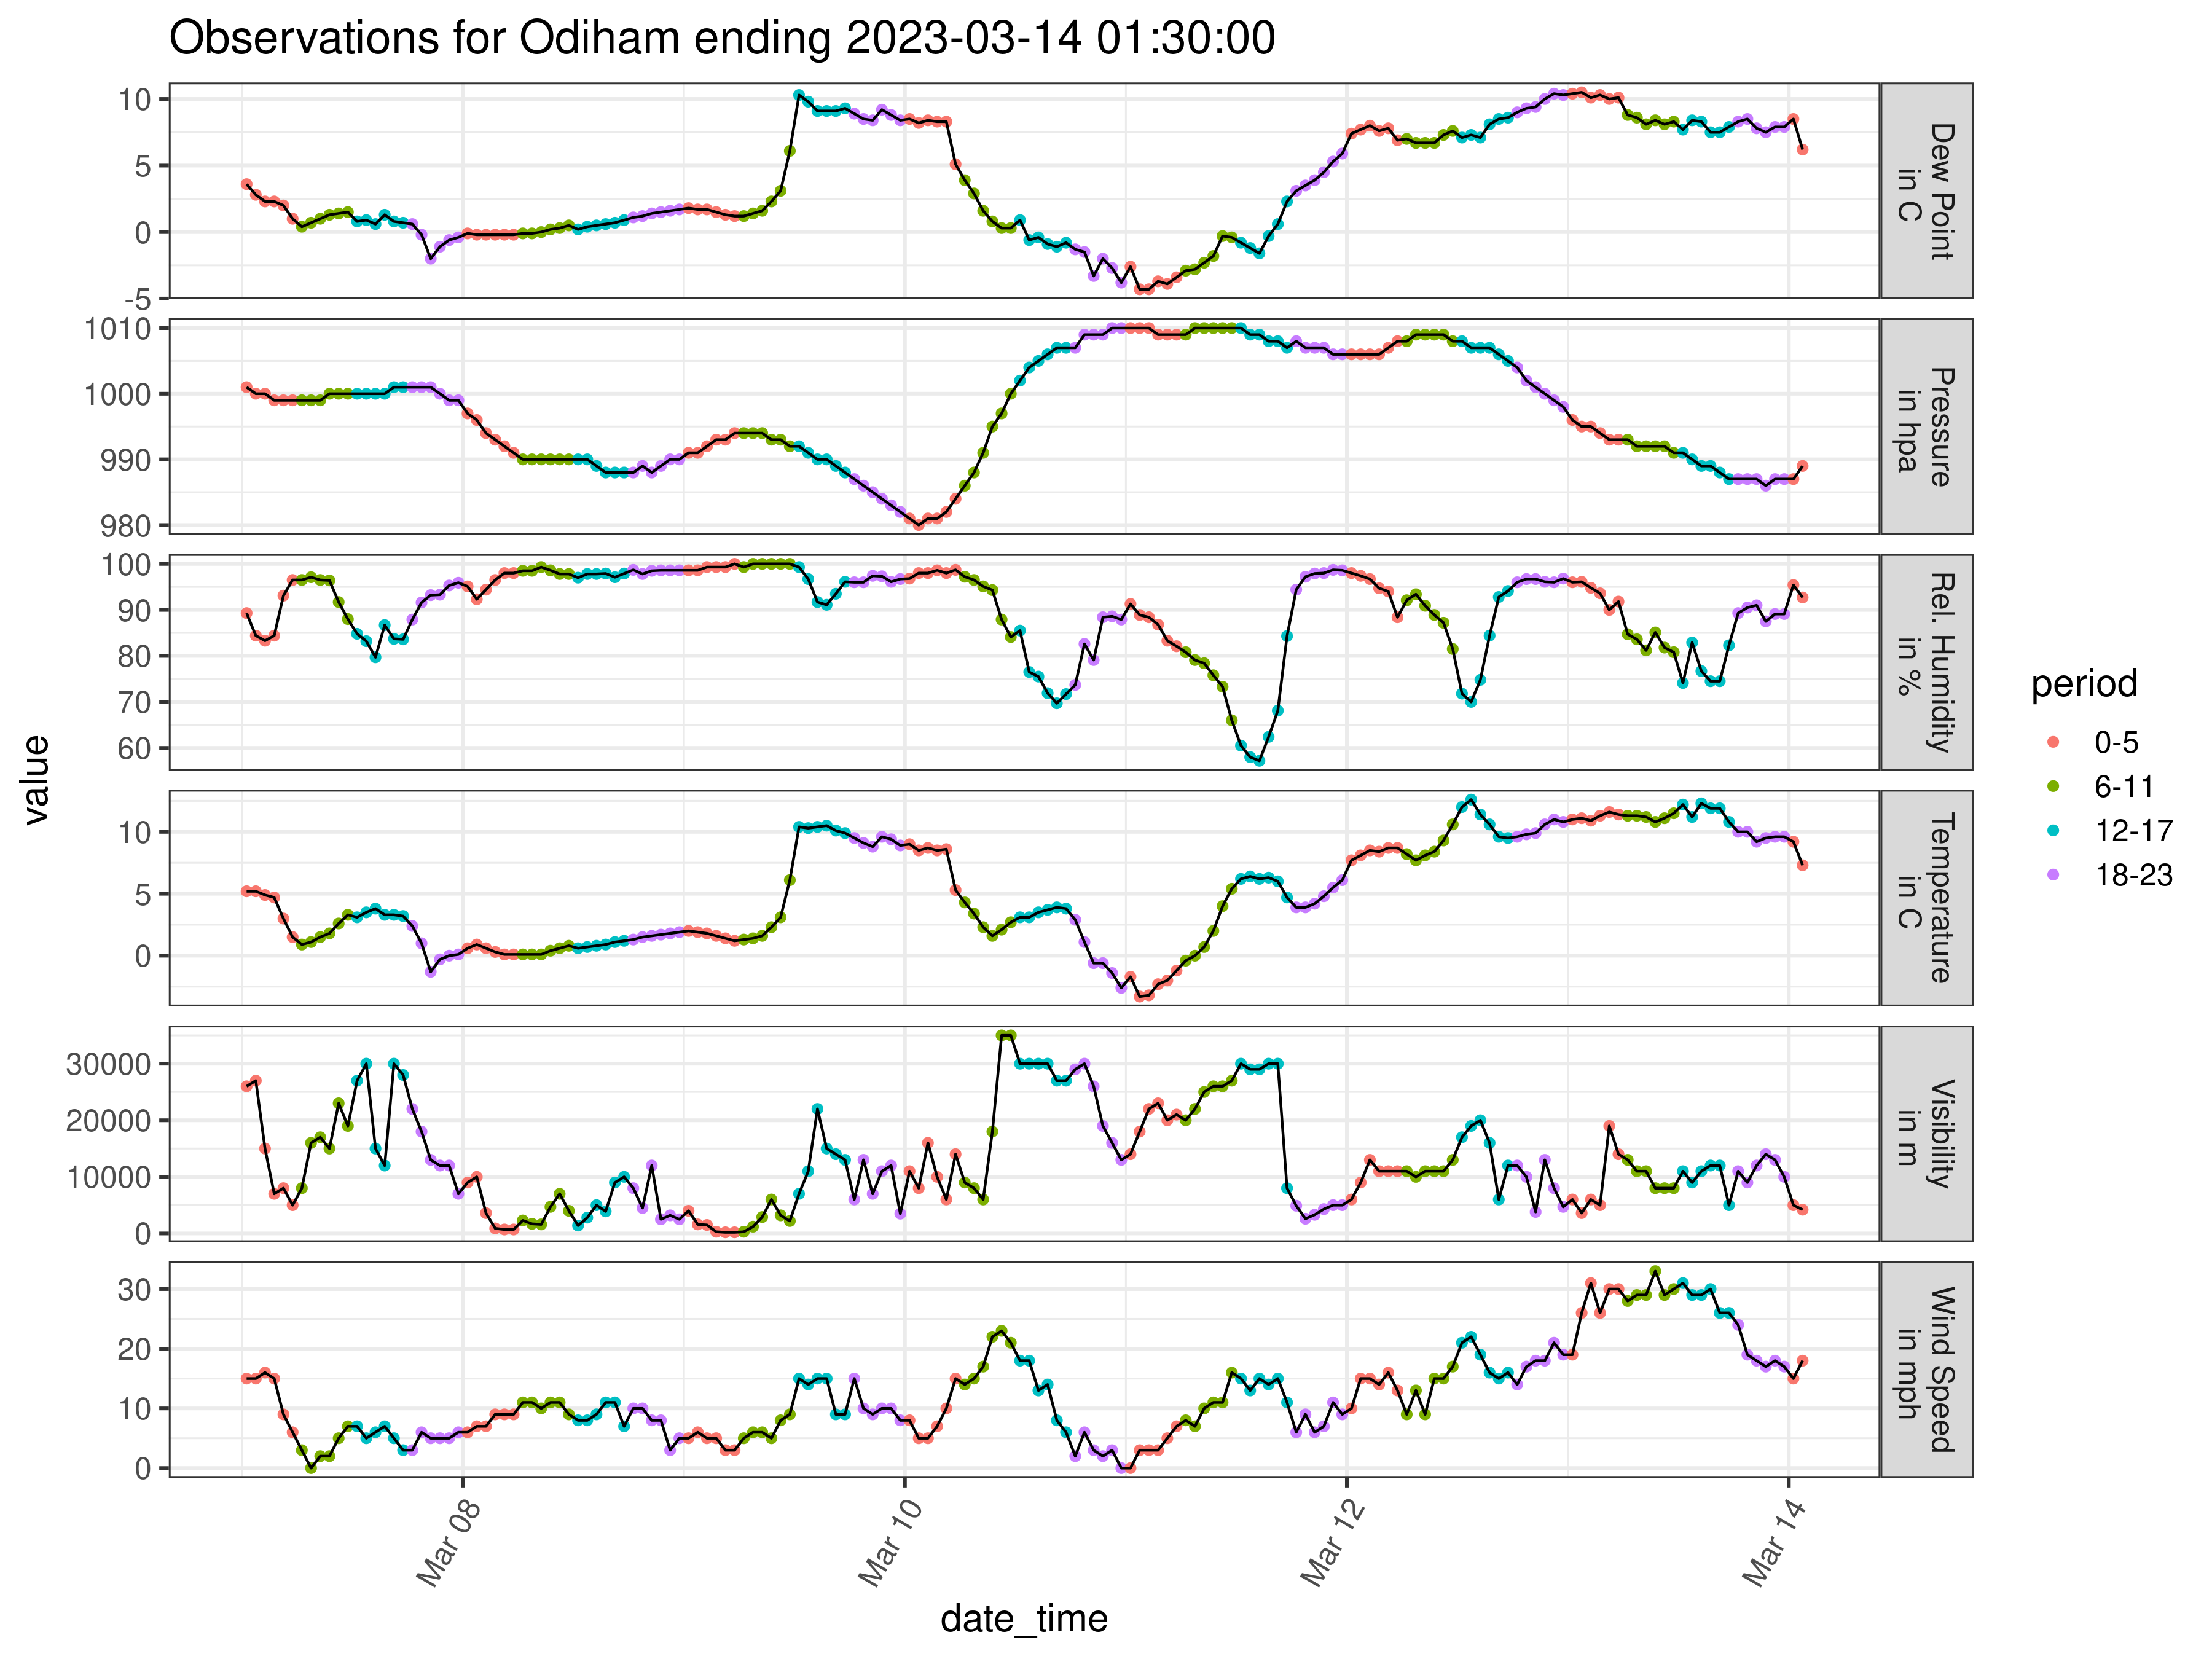 Observations for Odiham ending 2023-03-14 01:30:00
value
10
5
0
-5
Dew Point
in C
1010
1000
990
980
Pressure
in hpa
100
90
80
70
60
Rel. Humidity
in %
10
5
0
Temperature
in C
30000
20000
10000
0
Visibility
in m
30
20
10
0
Wind Speed
in mph
Mar 08
Mar 10
Mar 12
Mar 14
date_time
period
0-5
6-11
12-17
18-23